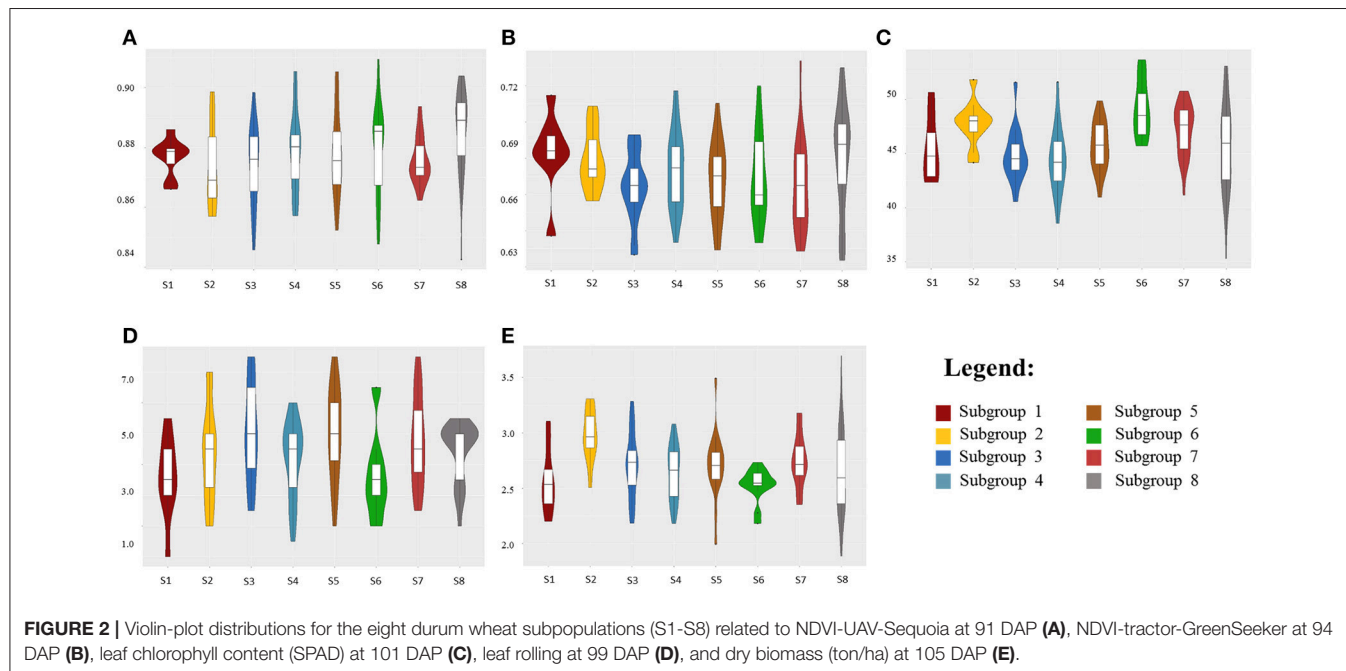 A
0.90
0.88
0.86
0.84
S1 S2 S3 S4 S5 S6 S7 S8
B
0.72
0.69
0.66
0.63
S1 S2 S3 S4 S5 S6 S7 S8
C
50
45
40
35
S1 S2 S3 S4 S5 S6 S7 S8
D
7.0
5.0
3.0
1.0
S1 S2 S3 S4 S5 S6 S7 S8
E
3.5
3.0
2.5
2.0
S1 S2 S3 S4 S5 S6 S7 S8
Legend:
Subgroup 1
Subgroup 2
Subgroup 3
Subgroup 4
Subgroup 5
Subgroup 6
Subgroup 7
Subgroup 8
FIGURE 2 | Violin-plot distributions for the eight durum wheat subpopulations (S1-S8) related to NDVI-UAV-Sequoia at 91 DAP (A), NDVI-tractor-GreenSeeker at 94
DAP (B), leaf chlorophyll content (SPAD) at 101 DAP (C), leaf rolling at 99 DAP (D), and dry biomass (ton/ha) at 105 DAP (E).